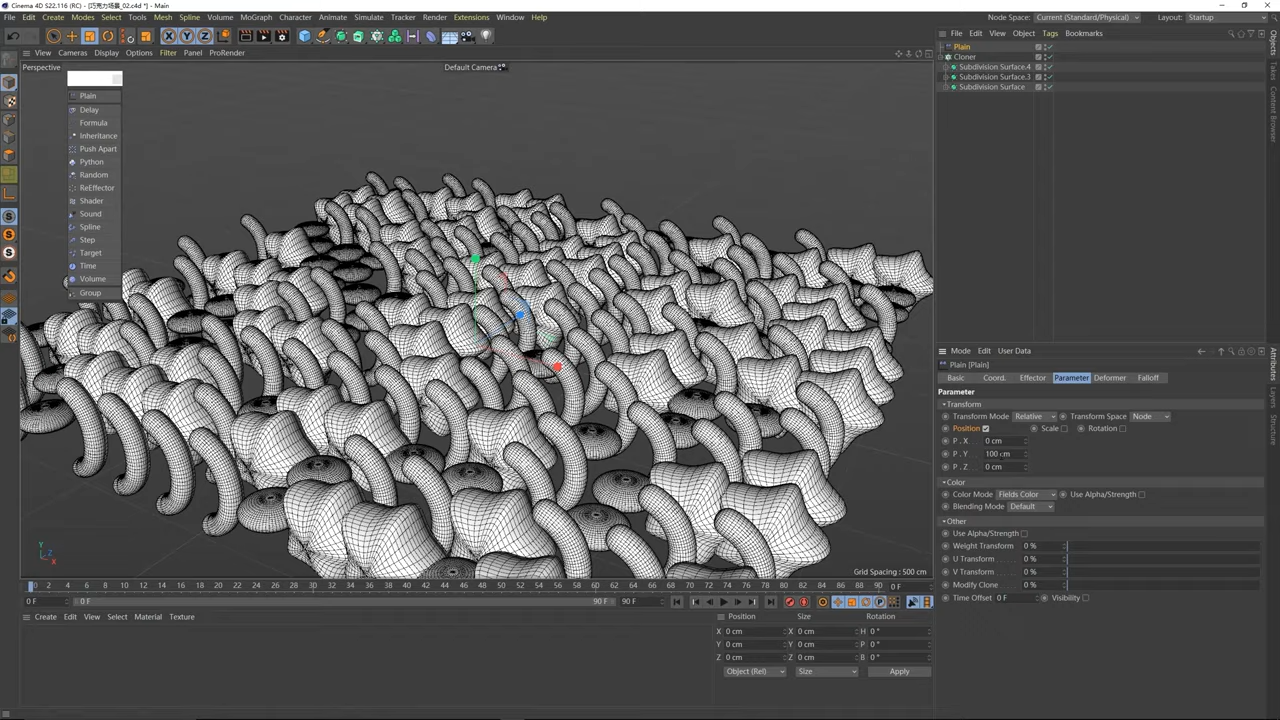 Cinema 4D S22.116 (RC) - [巧克力场景_02.c4d *] - Main
File Edit Create Modes Select Tools Mesh Spline Volume MoGraph Character Animate Simulate Tracker Render Extensions Window Help
Node Space: Current (Standard/Physical) Layout: Startup
View Cameras Display Options Filter Panel ProRender
File Edit View Object Tags Bookmarks
Perspective
Default Camera
Plain
Delay
Formula
Inheritance
Push Apart
Python
Random
ReEffector
Shader
Sound
Spline
Step
Target
Time
Volume
Group
Plain
Cloner
Subdivision Surface.4
Subdivision Surface.3
Subdivision Surface
Objects
Takes
Content Browser
Mode Edit User Data
Plain [Plain]
Basic Coord. Effector Parameter Deformer Falloff
Parameter
Transform
Transform Mode Relative Transform Space Node
Position Scale Rotation
P . X 0 cm
P . Y 100 cm
P . Z 0 cm
Color
Color Mode Fields Color Use Alpha/Strength
Blending Mode Default
Other
Use Alpha/Strength
Weight Transform 0 %
U Transform 0 %
V Transform 0 %
Modify Clone 0 %
Time Offset 0 F Visibility
Attributes
Layers
Structure
Y
Z
X
Grid Spacing : 500 cm
0 2 4 6 8 10 12 14 16 18 20 22 24 26 28 30 32 34 36 38 40 42 44 46 48 50 52 54 56 58 60 62 64 66 68 70 72 74 76 78 80 82 84 86 88 90 0 F
0 F 0 F 90 F 90 F
Create Edit View Select Material Texture
Position Size Rotation
X 0 cm X 0 cm H 0 °
Y 0 cm Y 0 cm P 0 °
Z 0 cm Z 0 cm B 0 °
Object (Rel) Size Apply